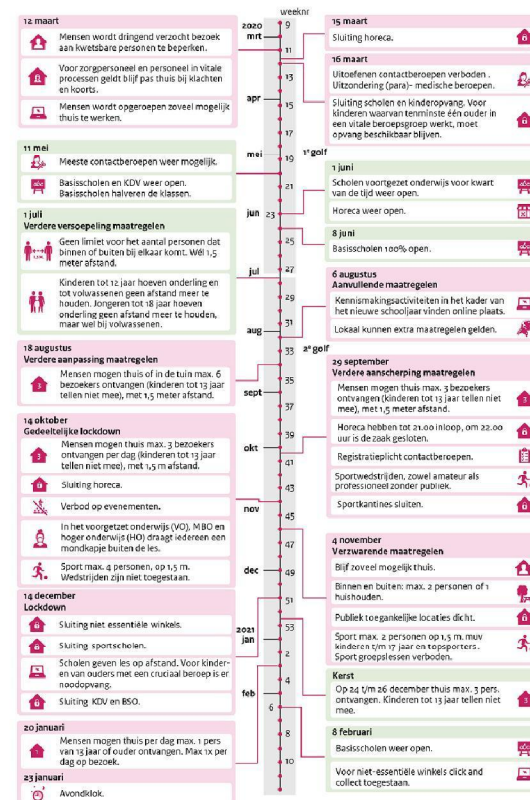 weeknr
12 maart
Mensen wordt dringend verzocht bezoek
aan kwetsbare personen te beperken.
Voor zorgpersoneel en personeel in vitale
processen geldt blijf pas thuis bij klachten
en koorts.
Mensen wordt opgeroepen zoveel mogelijk
thuis te werken.
11 mei
Meeste contactberoepen weer mogelijk.
Basisscholen en KDV weer open.
Basisscholen halveren de klassen.
1 juli
Verdere versoepeling maatregelen
Geen limiet voor het aantal personen dat
binnen of buiten bij elkaar komt. Wél 1,5
meter afstand.
Kinderen tot 12 jaar hoeven onderling en
tot volwassenen geen afstand meer te
houden. Jongeren tot 18 jaar hoeven
onderling geen afstand meer te houden,
maar wel bij volwassenen.
18 augustus
Verdere aanpassing maatregelen
Mensen mogen thuis of in de tuin max. 6
bezoekers ontvangen (kinderen tot 13 jaar
tellen niet mee), met 1,5 meter afstand.
14 oktober
Gedeeltelijke lockdown
Mensen mogen thuis max. 3 bezoekers
ontvangen per dag (kinderen tot 13 jaar
tellen niet mee), met 1,5 m afstand.
Sluiting horeca.
Verbod op evenementen.
In het voorgezet onderwijs (VO), MBO en
hoger onderwijs (HO) draagt iedereen een
mondkapje buiten de les.
Sport max. 4 personen, op 1,5 m.
Wedstrijden zijn niet toegestaan.
14 december
Lockdown
Sluiting niet essentiële winkels.
Sluiting sportscholen.
Scholen geven les op afstand. Voor kinder-
en van ouders met een cruciaal beroep is er
noodopvang.
Sluiting KDV en BSO.
20 januari
Mensen mogen thuis per dag max. 1 pers
van 13 jaar of ouder ontvangen. Max 1x per
dag op bezoek.
23 januari
Avondklok.
2020
mrt
apr
mei
jun
jul
aug
sept
okt
nov
dec
2021
jan
feb
9
11
13
15
17
19
21
23
25
27
29
31
33
35
37
39
41
43
45
47
49
51
53
2
4
6
8
10
1e golf
2e golf
15 maart
Sluiting horeca.
16 maart
Uitoefenen contactberoepen verboden .
Uitzondering (para)- medische beroepen.
Sluiting scholen en kinderopvang. Voor
kinderen waarvan tenminste één ouder in
een vitale beroepsgroep werkt, moet
opvang beschikbaar blijven.
1 juni
Scholen voortgezet onderwijs voor kwart
van de tijd weer open.
Horeca weer open.
8 juni
Basisscholen 100% open.
6 augustus
Aanvullende maatregelen
Kennismakingsactiviteiten in het kader van
het nieuwe schooljaar vinden online plaats.
Lokaal kunnen extra maatregelen gelden.
29 september
Verdere aanscherping maatregelen
Mensen mogen thuis max. 3 bezoekers
ontvangen (kinderen tot 13 jaar tellen niet
mee), met 1,5 meter afstand.
Horeca hebben tot 21.00 inloop, om 22.00
uur is de zaak gesloten.
Registratieplicht contactberoepen.
Sportwedstrijden, zowel amateur als
professioneel zonder publiek.
Sportkantines sluiten.
4 november
Verzwarende maatregelen
Blijf zoveel mogelijk thuis.
Binnen en buiten: max. 2 personen of 1
huishouden.
Publiek toegankelijke locaties dicht.
Sport max. 2 personen op 1,5 m. muv
kinderen t/m 17 jaar en topsporters.
Sport groepslessen verboden.
Kerst
Op 24 t/m 26 december thuis max. 3 pers.
ontvangen. Kinderen tot 13 jaar tellen niet
mee.
8 februari
Basisscholen weer open.
Voor niet-essentiële winkels click and
collect toegestaan.